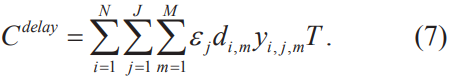 $C^{delay} = \sum_{i=1}^{N} \sum_{j=1}^{J} \sum_{m=1}^{M} \varepsilon_j d_{i,m} y_{i,j,m} T .$ (7)